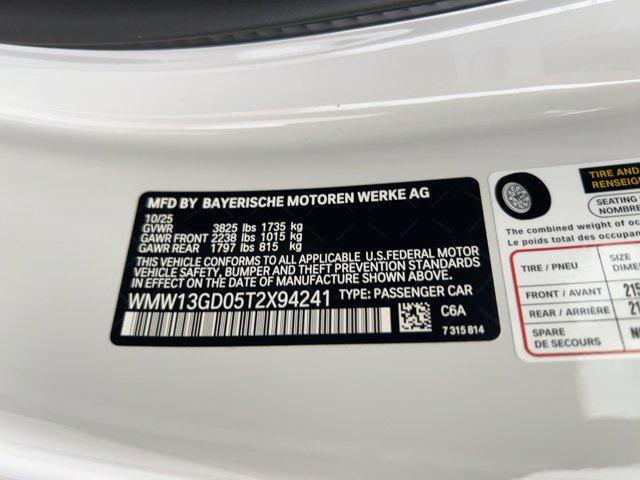 MFD BY BAYERISCHE MOTOREN WERKE AG
10/25
GVWR 3825 lbs 1735 kg
GAWR FRONT 2238 lbs 1015 kg
GAWR REAR 1797 lbs 815 kg
THIS VEHICLE CONFORMS TO ALL APPLICABLE U.S.FEDERAL MOTOR
VEHICLE SAFETY, BUMPER AND THEFT PREVENTION STANDARDS
IN EFFECT ON THE DATE OF MANUFACTURE SHOWN ABOVE.
WMW13GD05T2X94241 TYPE: PASSENGER CAR
C6A
7 315 814
TIRE AND
RENSEIG
SEATING
NOMBRE
The combined weight of occ
Le poids total des occupa
TIRE / PNEU
SIZE
DIME
FRONT / AVANT 215
REAR / ARRIÈRE 21
SPARE
DE SECOURS